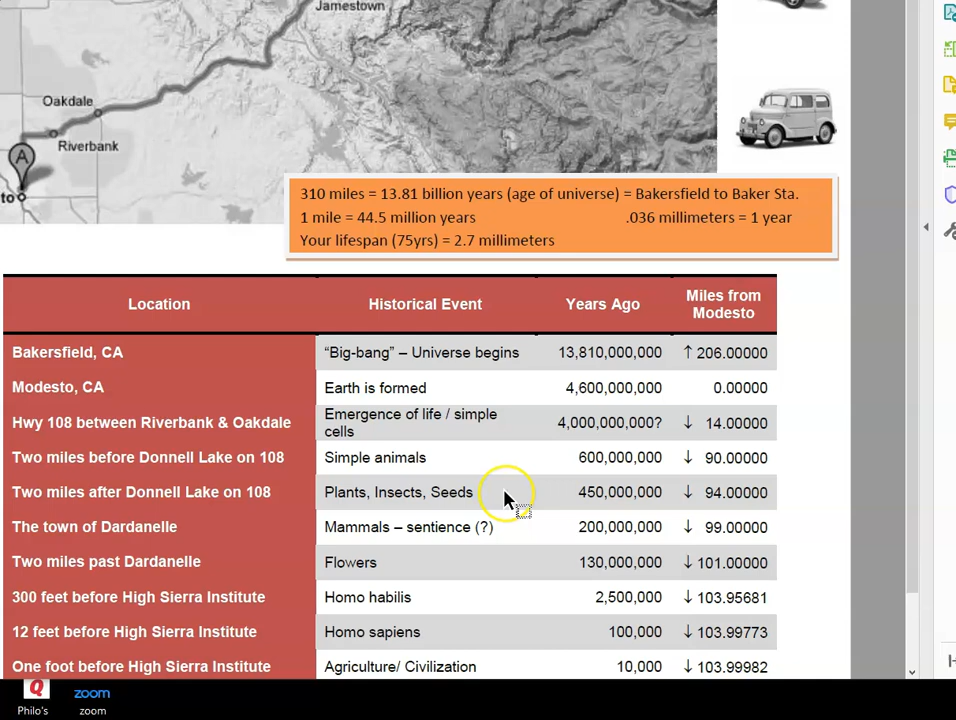 Jamestown
Oakdale
Riverbank
A
to
310 miles = 13.81 billion years (age of universe) = Bakersfield to Baker Sta.
1 mile = 44.5 million years .036 millimeters = 1 year
Your lifespan (75yrs) = 2.7 millimeters
Location Historical Event Years Ago Miles from Modesto
Bakersfield, CA “Big-bang” – Universe begins 13,810,000,000 ↑ 206.00000
Modesto, CA Earth is formed 4,600,000,000 0.00000
Hwy 108 between Riverbank & Oakdale Emergence of life / simple cells 4,000,000,000? ↓ 14.00000
Two miles before Donnell Lake on 108 Simple animals 600,000,000 ↓ 90.00000
Two miles after Donnell Lake on 108 Plants, Insects, Seeds 450,000,000 ↓ 94.00000
The town of Dardanelle Mammals – sentience (?) 200,000,000 ↓ 99.00000
Two miles past Dardanelle Flowers 130,000,000 ↓ 101.00000
300 feet before High Sierra Institute Homo habilis 2,500,000 ↓ 103.95681
12 feet before High Sierra Institute Homo sapiens 100,000 ↓ 103.99773
One foot before High Sierra Institute Agriculture/ Civilization 10,000 ↓ 103.99982
Philo's
zoom
zoom